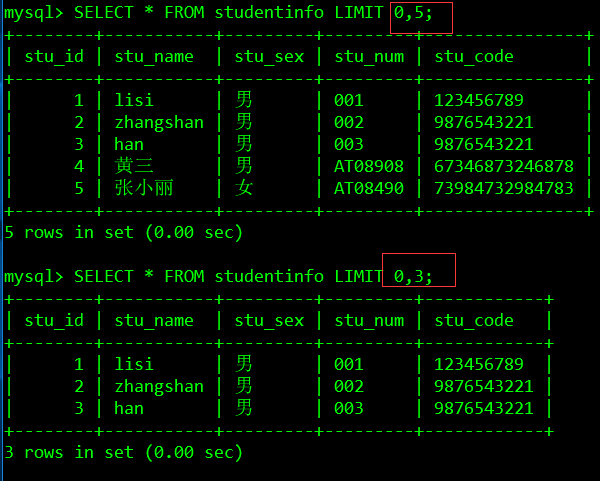 mysql> SELECT * FROM studentinfo LIMIT 0,5;
+--------+-----------+---------+---------+----------------+
| stu_id | stu_name | stu_sex | stu_num | stu_code |
+--------+-----------+---------+---------+----------------+
| 1 | lisi | 男 | 001 | 123456789 |
| 2 | zhangshan | 男 | 002 | 9876543221 |
| 3 | han | 男 | 003 | 9876543221 |
| 4 | 黄三 | 男 | AT08908 | 67346873246878 |
| 5 | 张小丽 | 女 | AT08490 | 73984732984783 |
+--------+-----------+---------+---------+----------------+
5 rows in set (0.00 sec)
mysql> SELECT * FROM studentinfo LIMIT 0,3;
+--------+-----------+---------+---------+------------+
| stu_id | stu_name | stu_sex | stu_num | stu_code |
+--------+-----------+---------+---------+------------+
| 1 | lisi | 男 | 001 | 123456789 |
| 2 | zhangshan | 男 | 002 | 9876543221 |
| 3 | han | 男 | 003 | 9876543221 |
+--------+-----------+---------+---------+------------+
3 rows in set (0.00 sec)